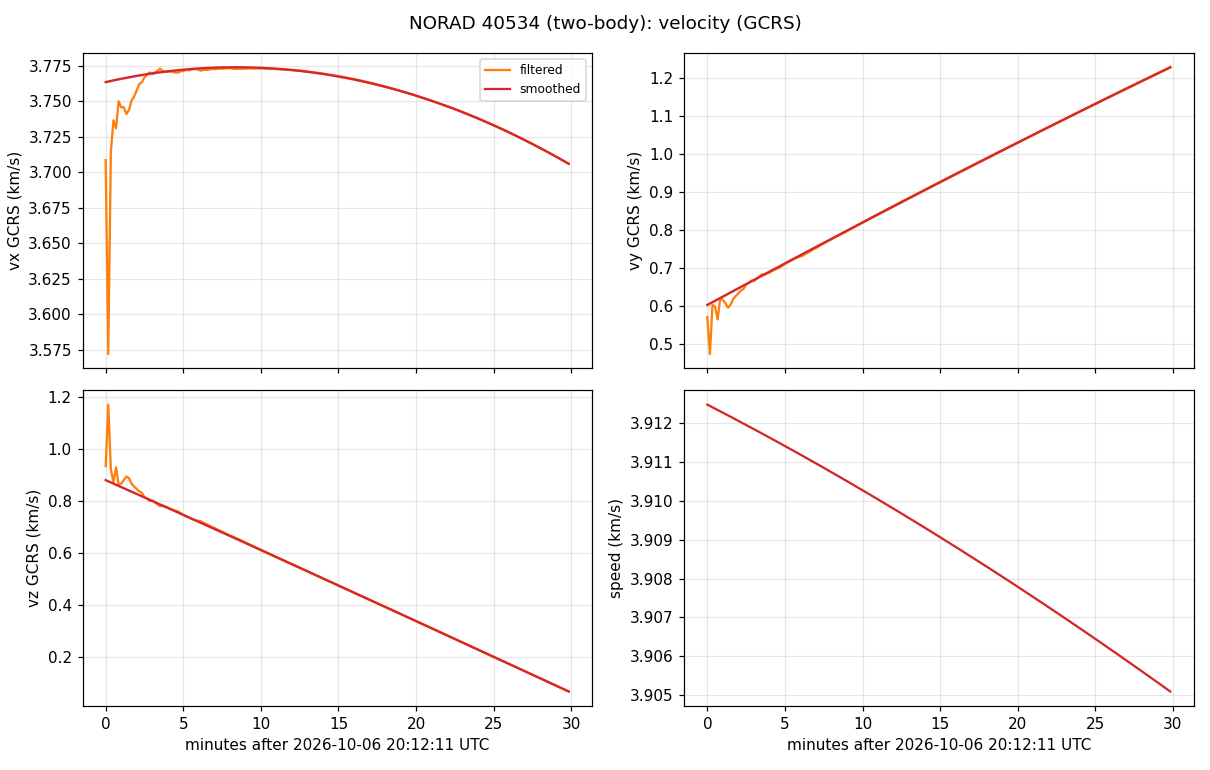 NORAD 40534 (two-body): velocity (GCRS)
vx GCRS (km/s)
3.775
3.750
3.725
3.700
3.675
3.650
3.625
3.600
3.575
filtered
smoothed
vy GCRS (km/s)
1.2
1.1
1.0
0.9
0.8
0.7
0.6
0.5
vz GCRS (km/s)
1.2
1.0
0.8
0.6
0.4
0.2
0 5 10 15 20 25 30
minutes after 2026-10-06 20:12:11 UTC
speed (km/s)
3.912
3.911
3.910
3.909
3.908
3.907
3.906
3.905
0 5 10 15 20 25 30
minutes after 2026-10-06 20:12:11 UTC